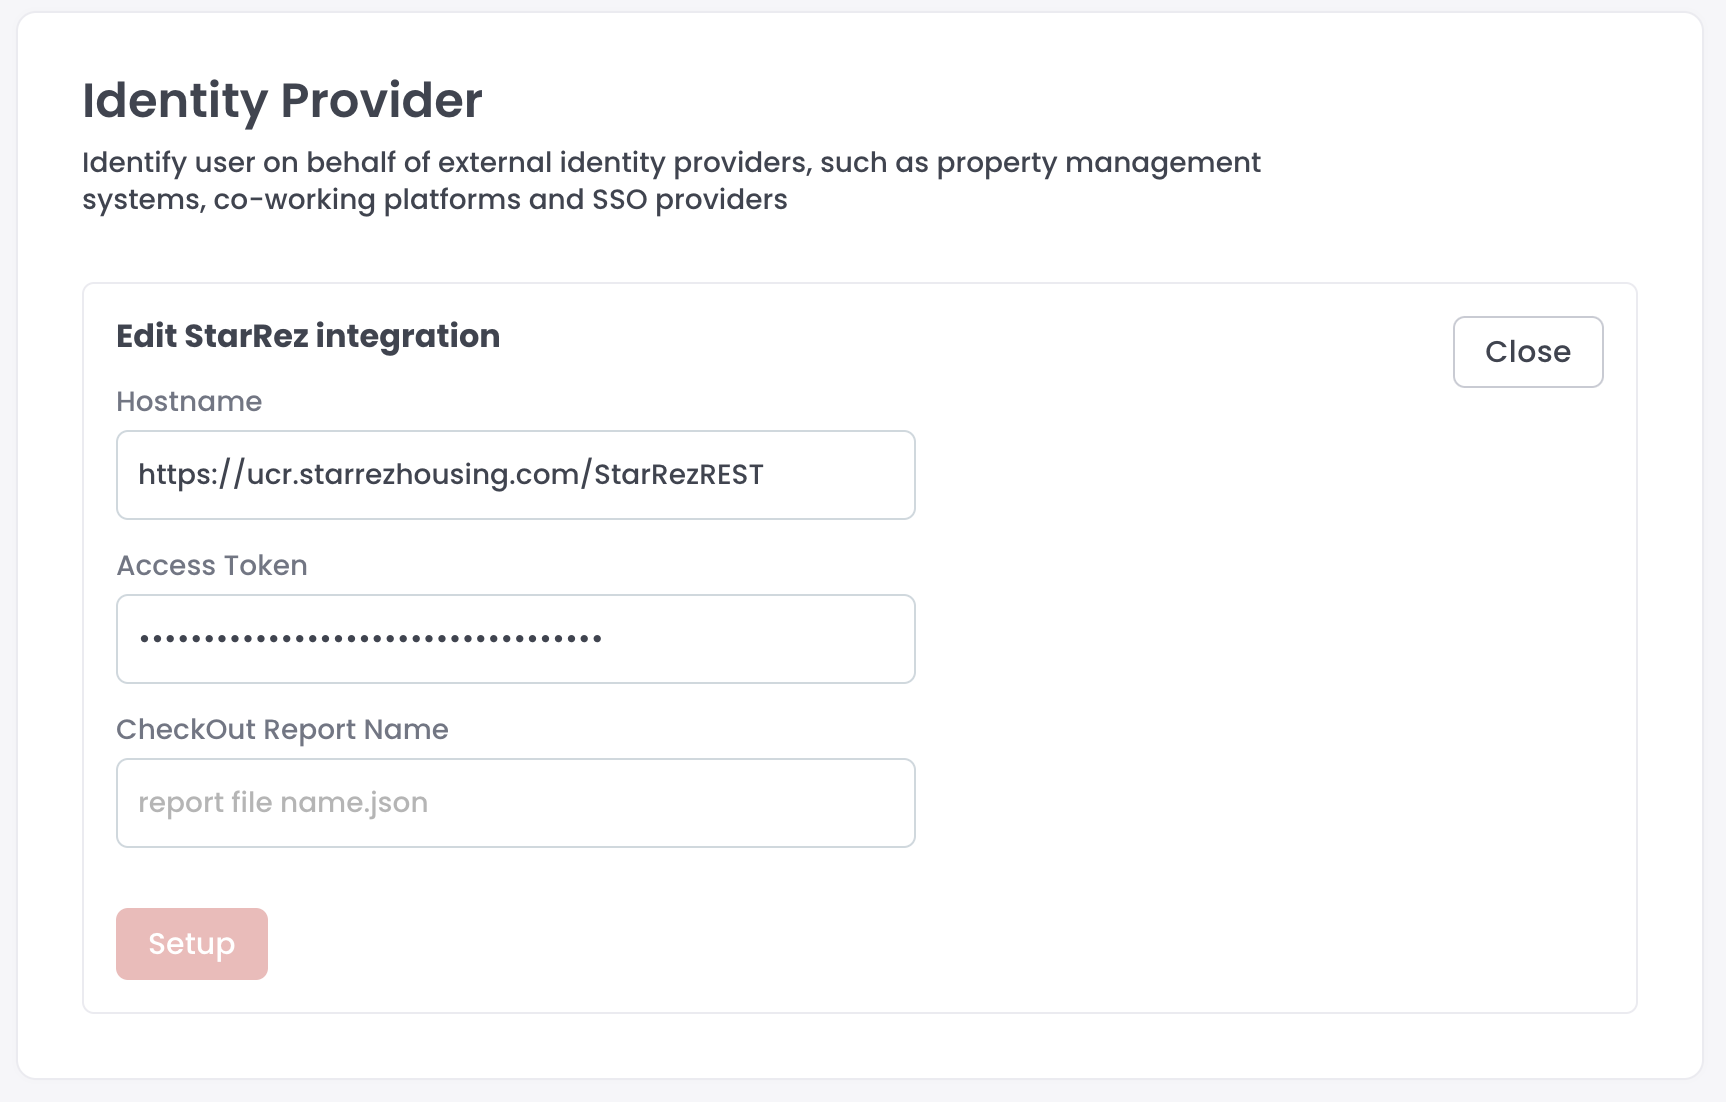 Identity Provider
Identify user on behalf of external identity providers, such as property management
systems, co-working platforms and SSO providers
Edit StarRez integration
Close
Hostname
https://ucr.starrezhousing.com/StarRezREST
Access Token
••••••••••••••••••••••••••••••••••••
CheckOut Report Name
report file name.json
Setup